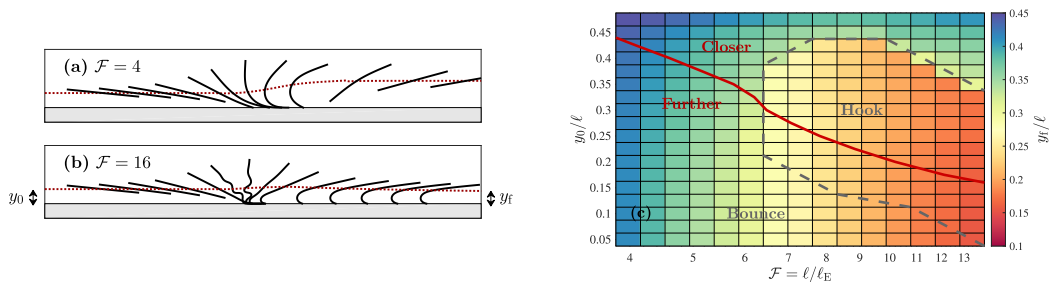 (a) 𝓕 = 4
(b) 𝓕 = 16
y₀
y_f
y₀/ℓ
0.45
0.4
0.35
0.3
0.25
0.2
0.15
0.1
0.05
Closer
Further
Hook
Bounce
(c)
4 5 6 7 8 9 10 11 12 13
𝓕 = ℓ/ℓ_E
0.45
0.4
0.35
0.3
0.25
0.2
0.15
0.1
y_f/ℓ